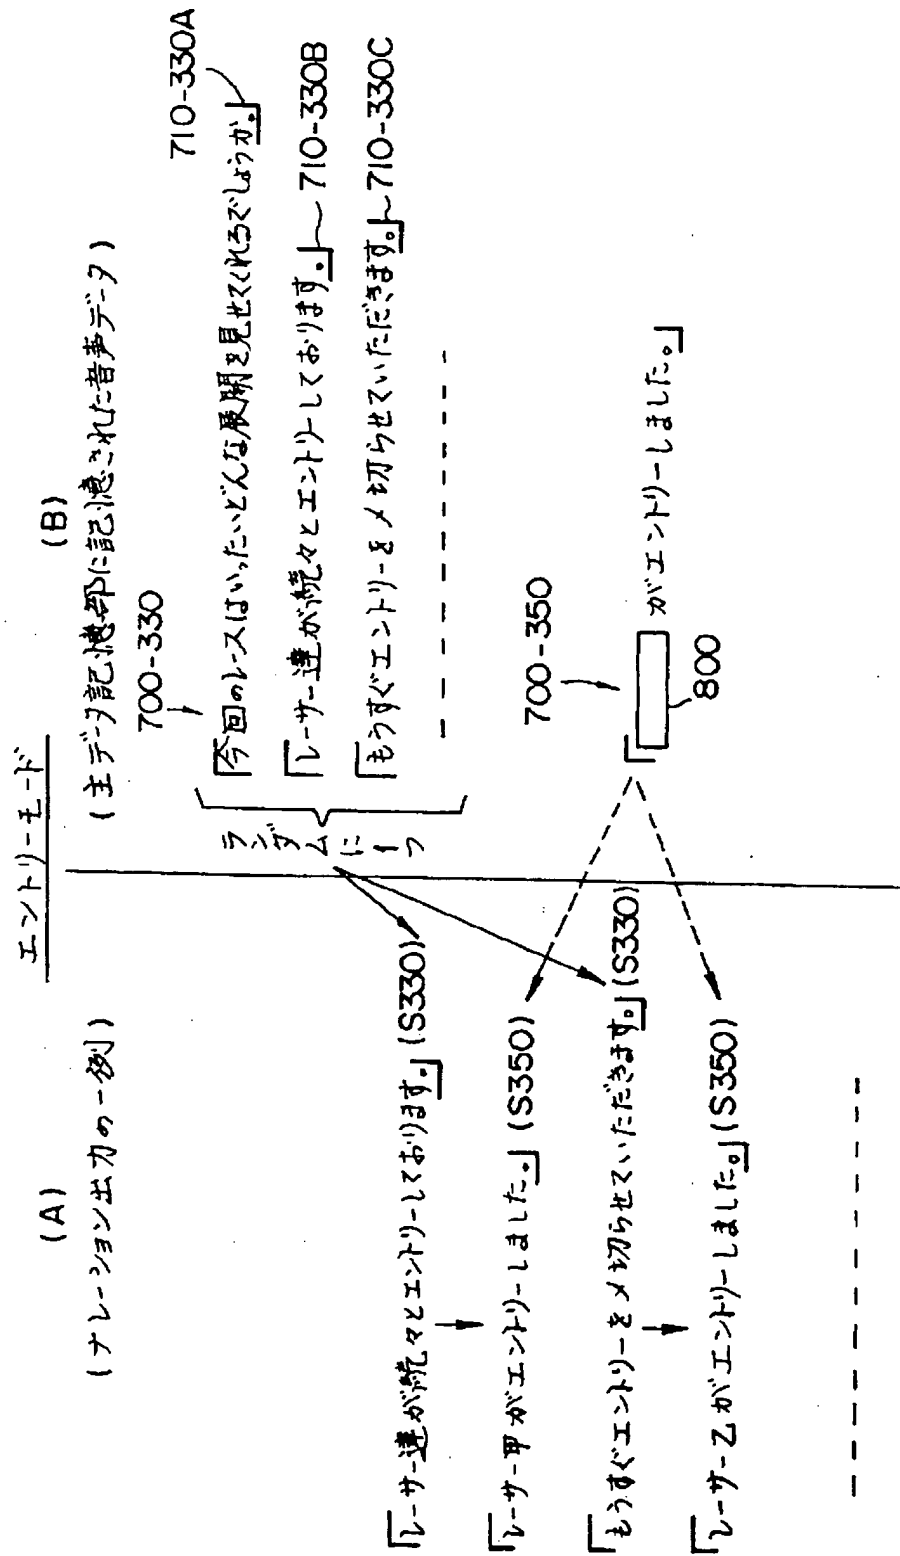 エントリーモード
(A)
(ナレーション出力の一例)
「レーサー達が続々とエントリーしております。」(S330)
「レーサー甲がエントリーしました。」(S350)
「もうすぐエントリーを〆切らせていただきます。」(S330)
「レーサー乙がエントリーしました。」(S350)
(B)
(主データ記憶部に記憶された音声データ)
700-330
ランダムに1つ
「今回のレースはいったいどんな展開を見せてくれるでしょうか。」
710-330A
「レーサー達が続々とエントリーしております。」~710-330B
「もうすぐエントリーを〆切らせていただきます。」~710-330C
700-350
「 がエントリーしました。」
800